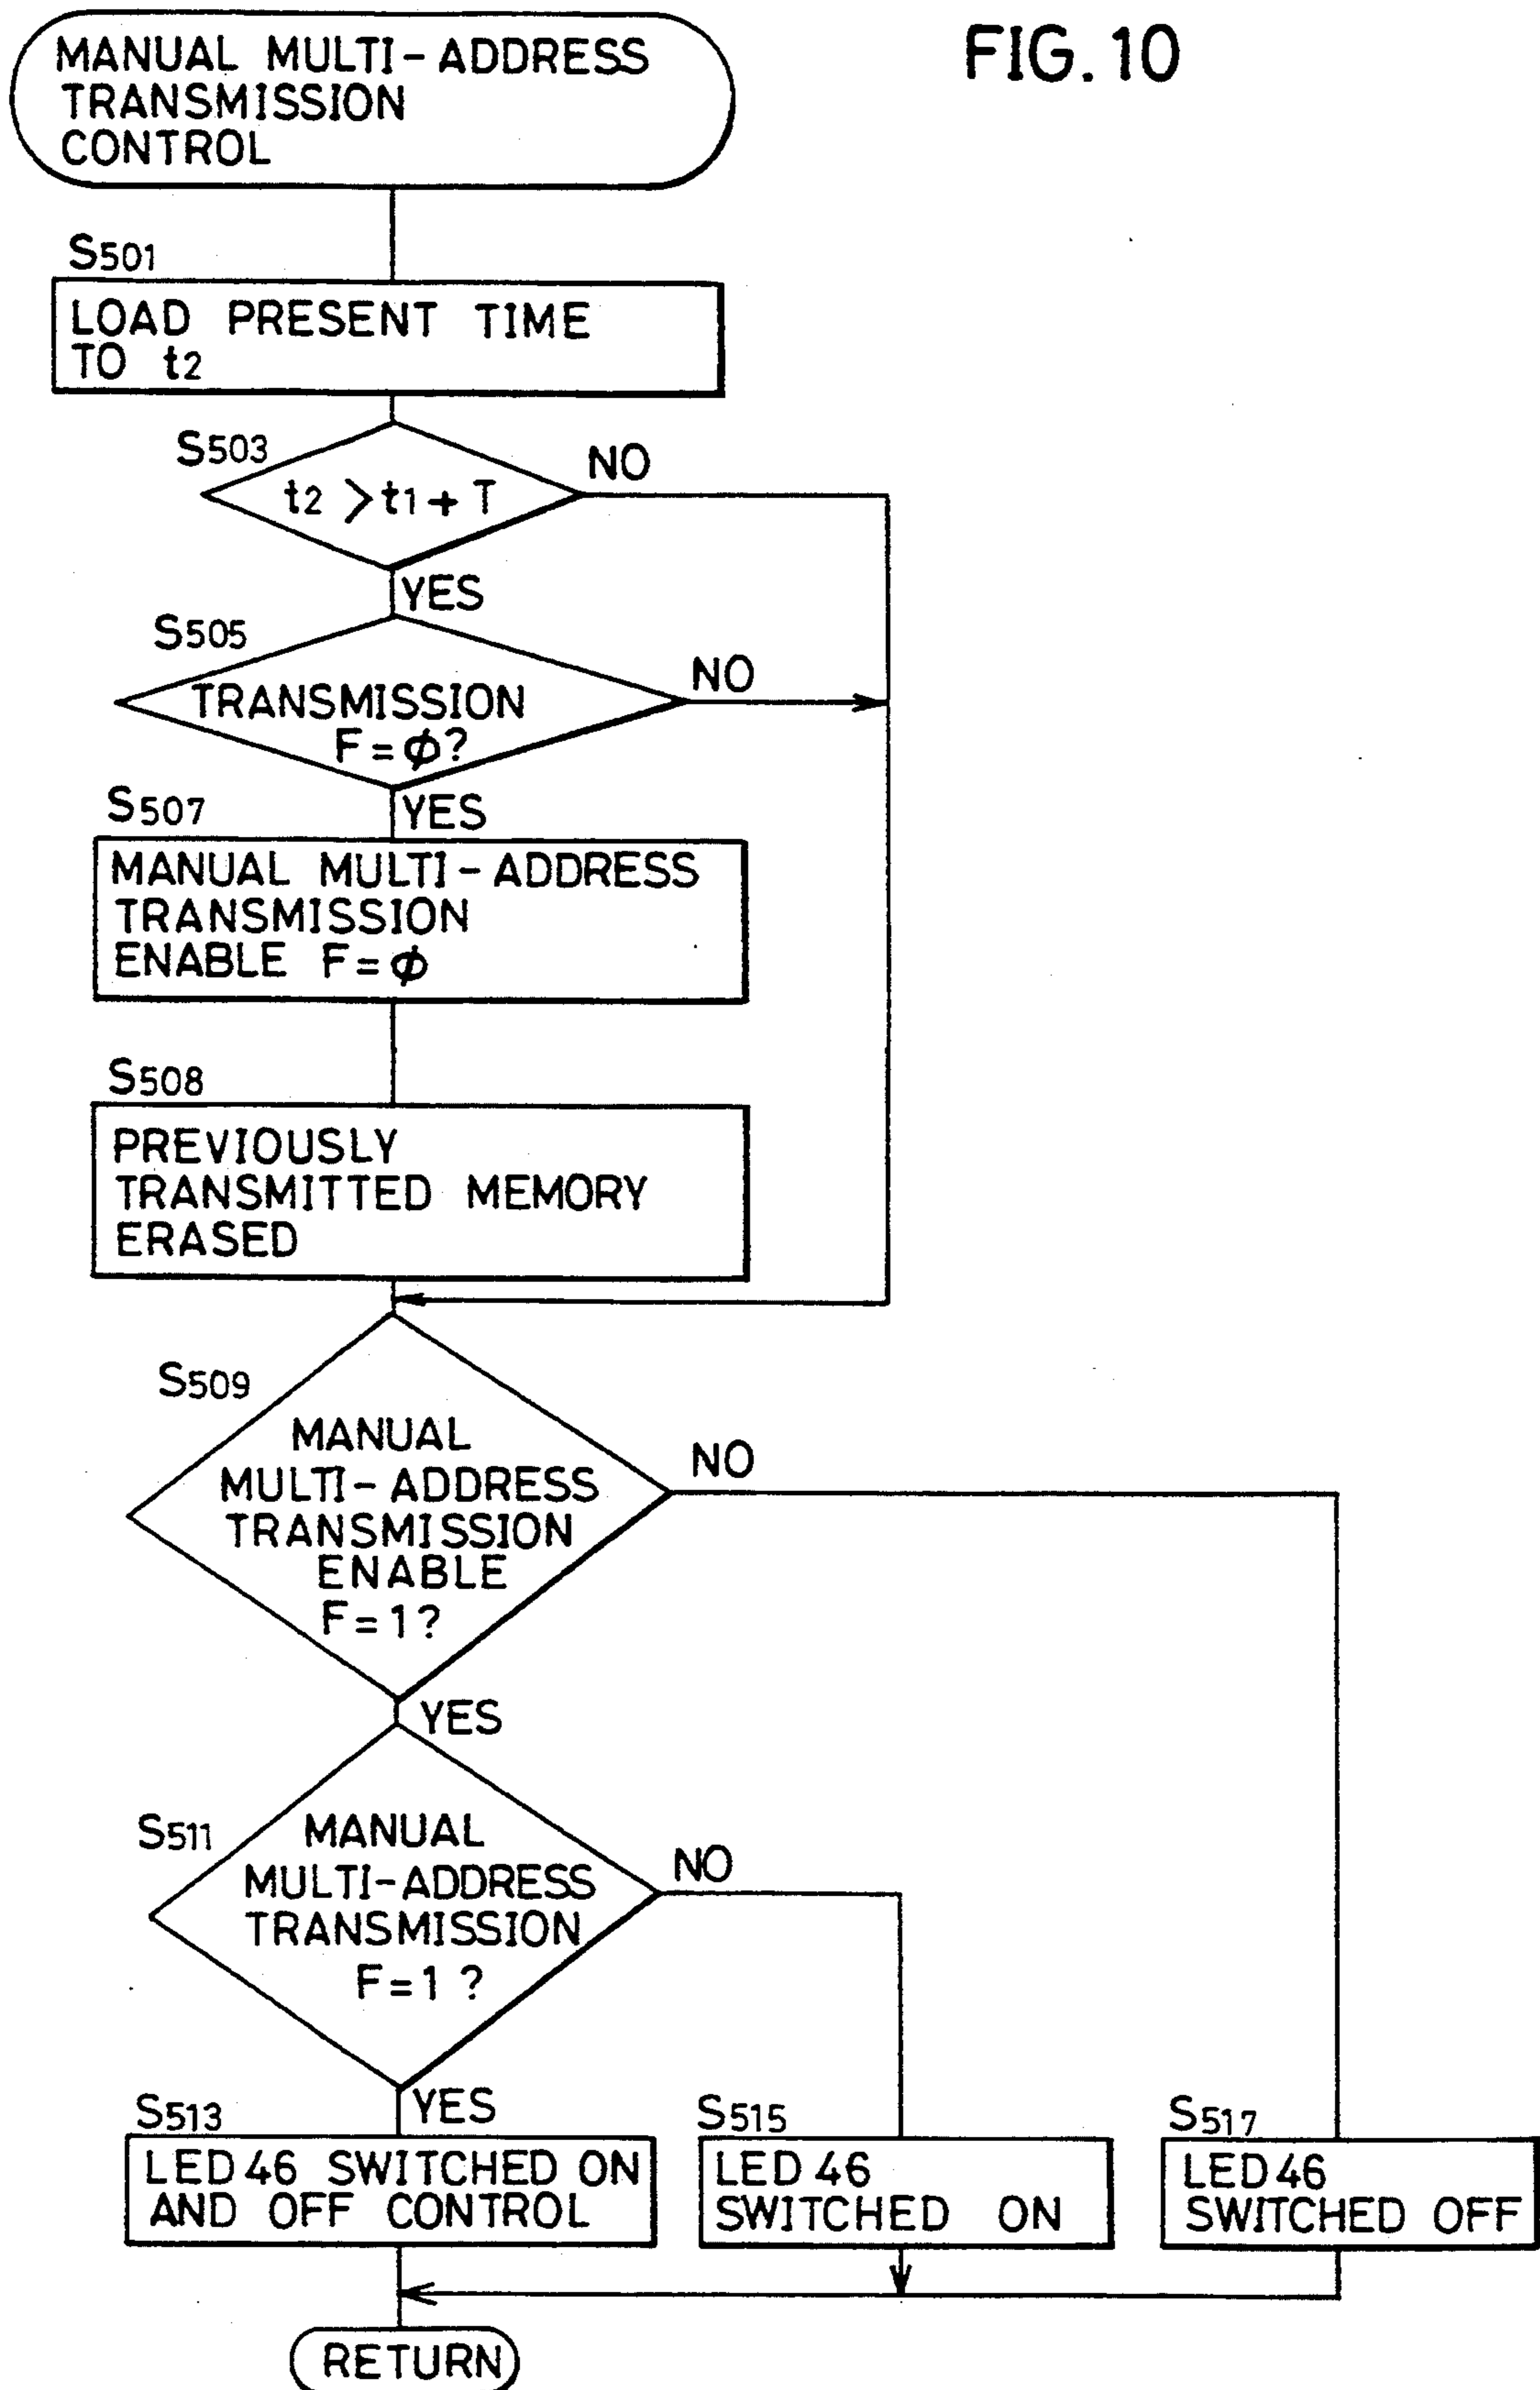 FIG. 10
MANUAL MULTI-ADDRESS
TRANSMISSION
CONTROL
S501
LOAD PRESENT TIME
TO t2
S503
t2 > t1 + T
NO
YES
S505
TRANSMISSION
F=φ?
NO
YES
S507
MANUAL MULTI-ADDRESS
TRANSMISSION
ENABLE F=φ
S508
PREVIOUSLY
TRANSMITTED MEMORY
ERASED
S509
MANUAL
MULTI-ADDRESS
TRANSMISSION
ENABLE
F=1?
NO
YES
S511
MANUAL
MULTI-ADDRESS
TRANSMISSION
F=1 ?
NO
YES
S513
LED 46 SWITCHED ON
AND OFF CONTROL
S515
LED 46
SWITCHED ON
S517
LED 46
SWITCHED OFF
RETURN